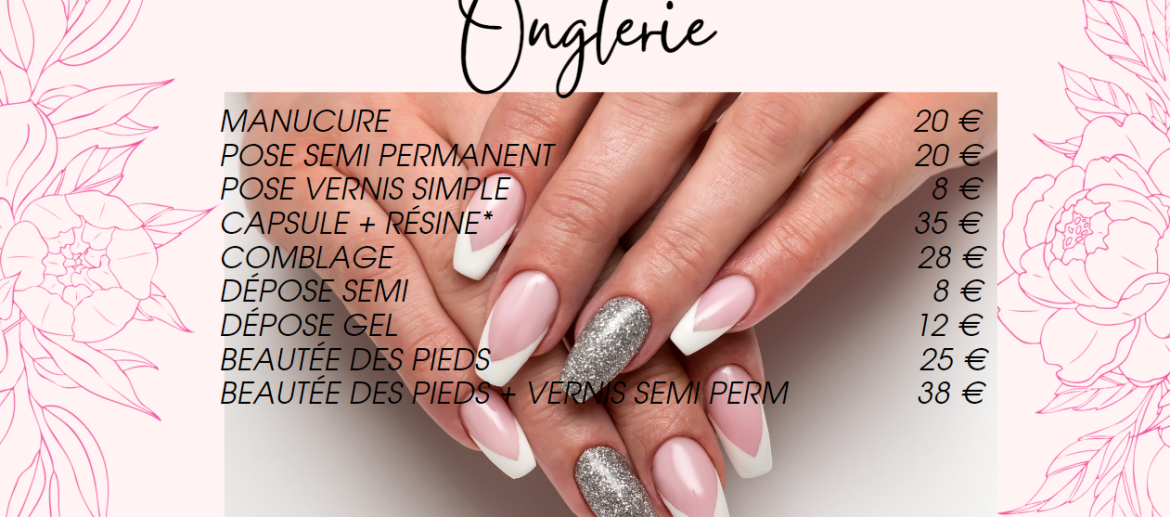 Onglerie
MANUCURE 20 €
POSE SEMI PERMANENT 20 €
POSE VERNIS SIMPLE 8 €
CAPSULE + RÉSINE* 35 €
COMBLAGE 28 €
DÉPOSE SEMI 8 €
DÉPOSE GEL 12 €
BEAUTÉE DES PIEDS 25 €
BEAUTÉE DES PIEDS + VERNIS SEMI PERM 38 €